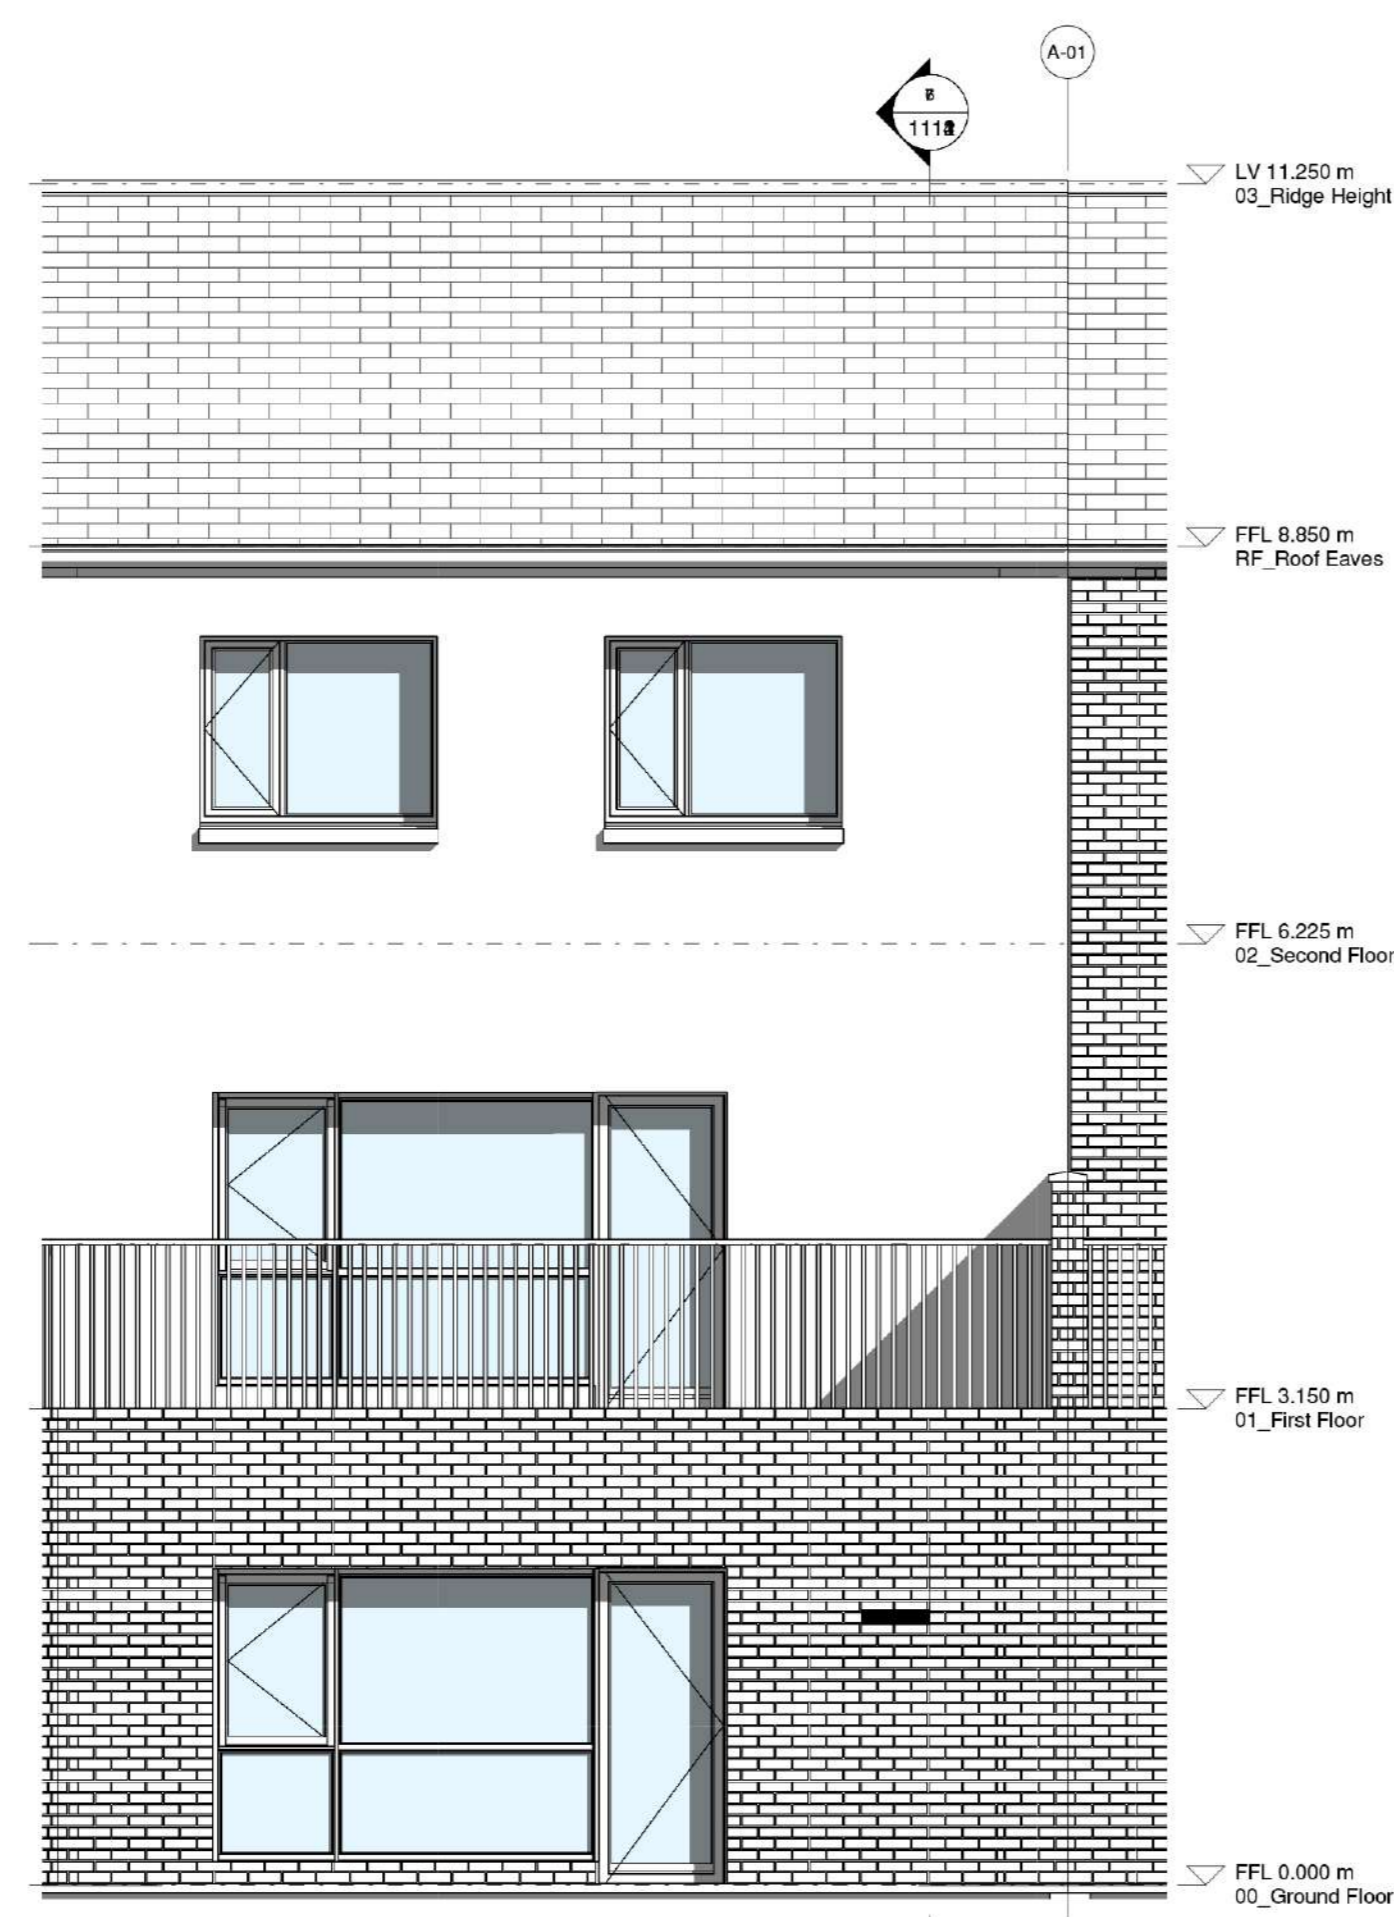 A-01
LV 11.250 m
03_Ridge Height
FFL 8.850 m
RF_Roof Eaves
FFL 6.225 m
02_Second Floor
FFL 3.150 m
01_First Floor
FFL 0.000 m
00_Ground Floor